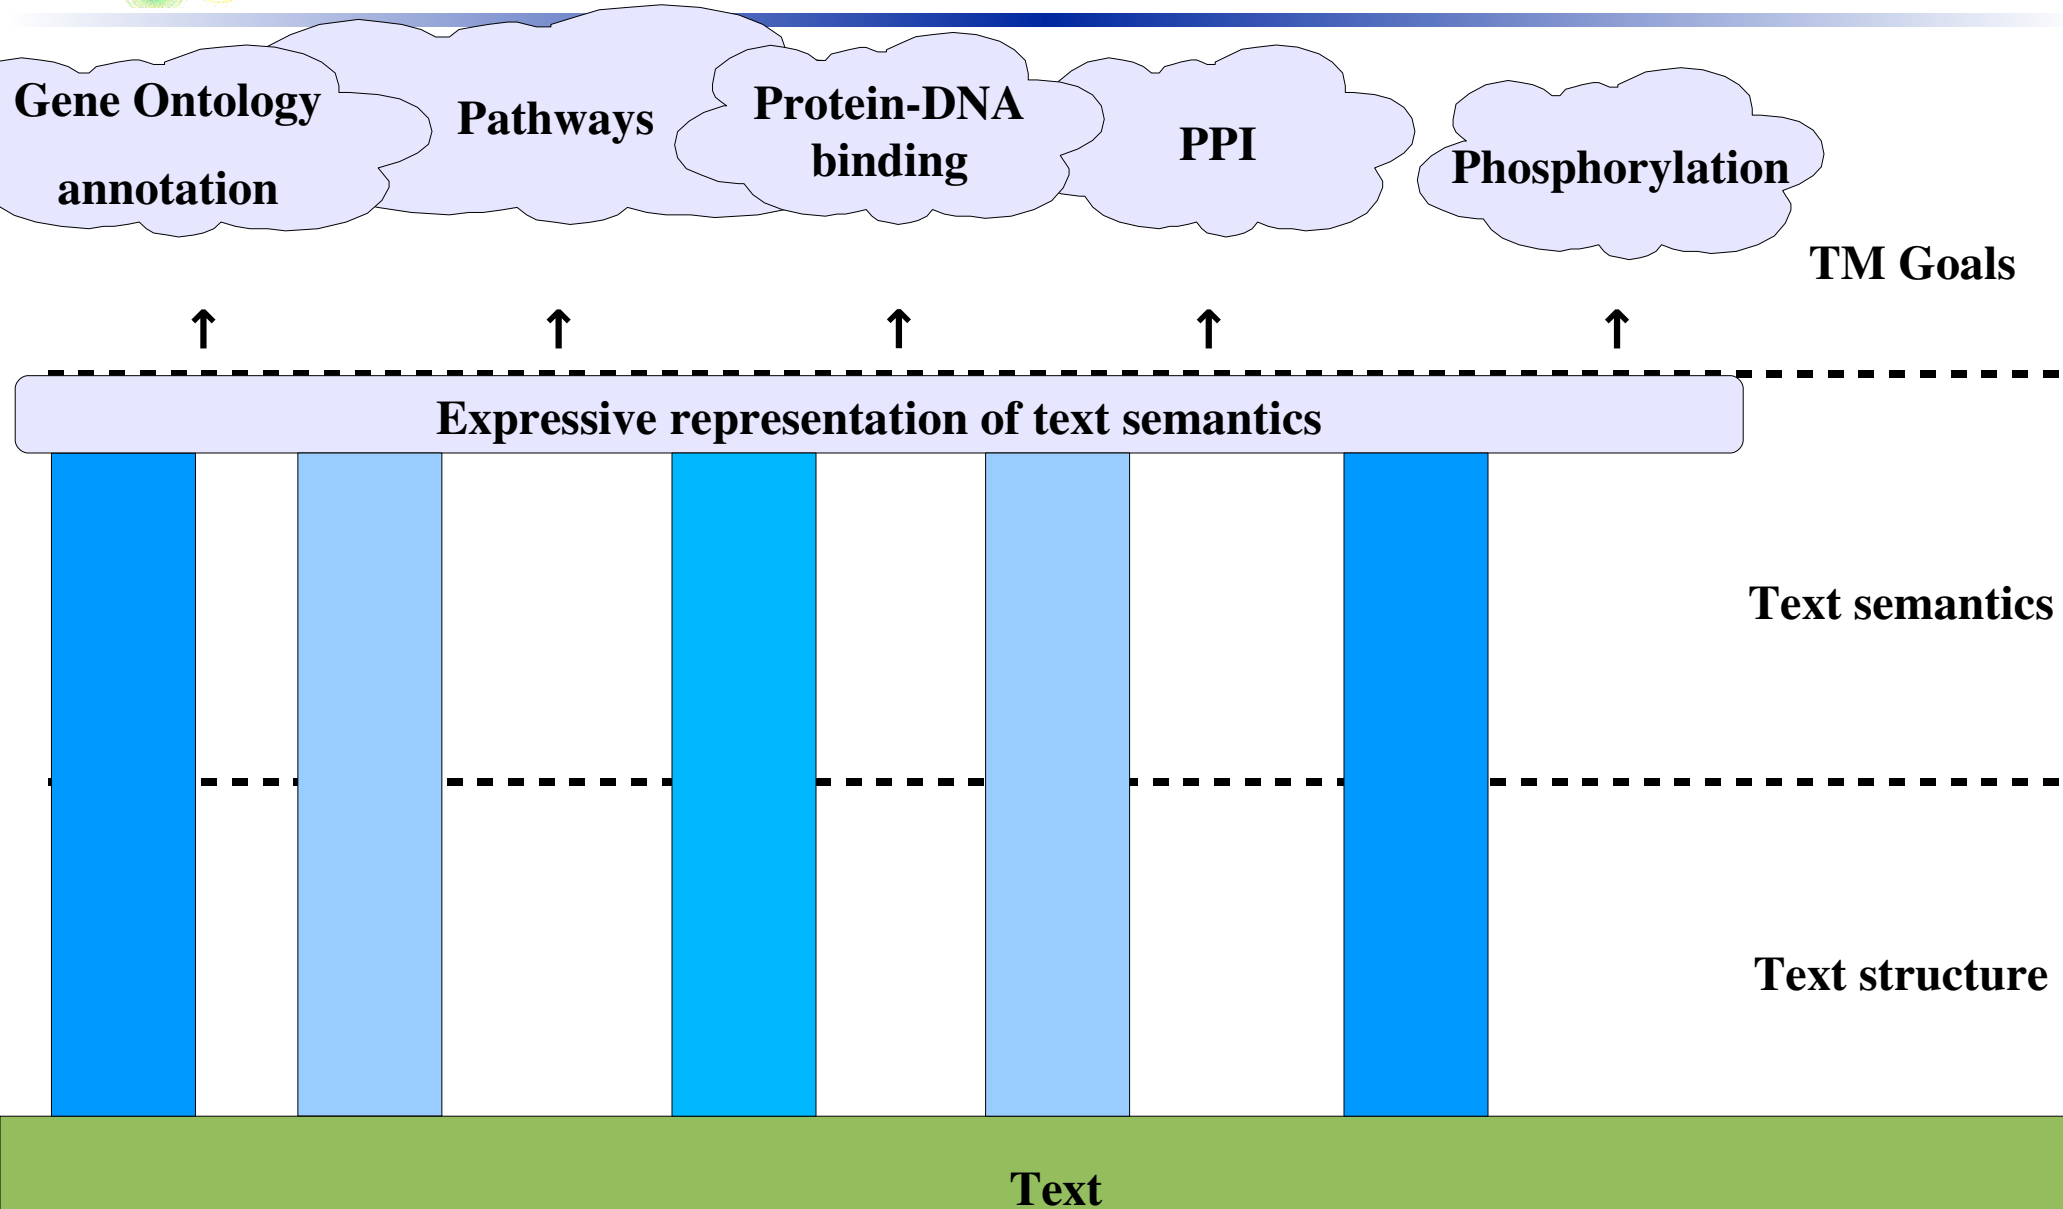 Gene Ontology
annotation
Pathways
Protein-DNA
binding
PPI
Phosphorylation
TM Goals
↑ ↑ ↑ ↑ ↑
Expressive representation of text semantics
Text semantics
Text structure
Text